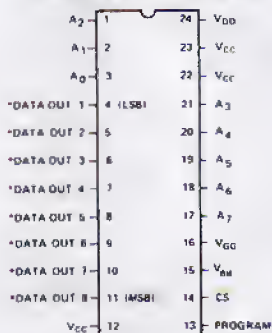 A2 1 24 VDD
A1 2 23 VCC
A0 3 22 VCC
*DATA OUT 1 4 (LSB) 21 A3
*DATA OUT 2 5 20 A4
*DATA OUT 3 6 19 A5
*DATA OUT 4 7 18 A6
*DATA OUT 5 8 17 A7
*DATA OUT 6 9 16 VGG
*DATA OUT 7 10 15 VBB
*DATA OUT 8 11 (MSB) 14 CS
VCC 12 13 PROGRAM